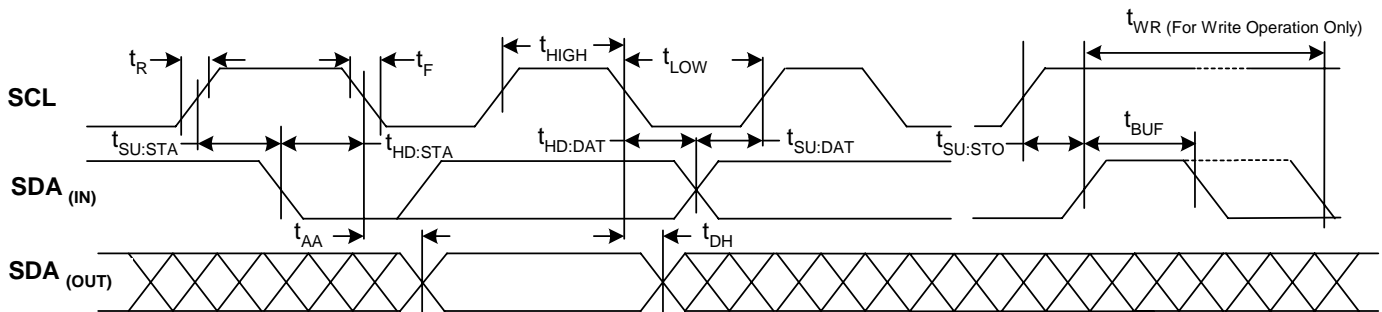 tWR (For Write Operation Only)
tR
tF
tHIGH
tLOW
SCL
tSU:STA
tHD:STA
tHD:DAT
tSU:DAT
tSU:STO
tBUF
SDA (IN)
tAA
tDH
SDA (OUT)